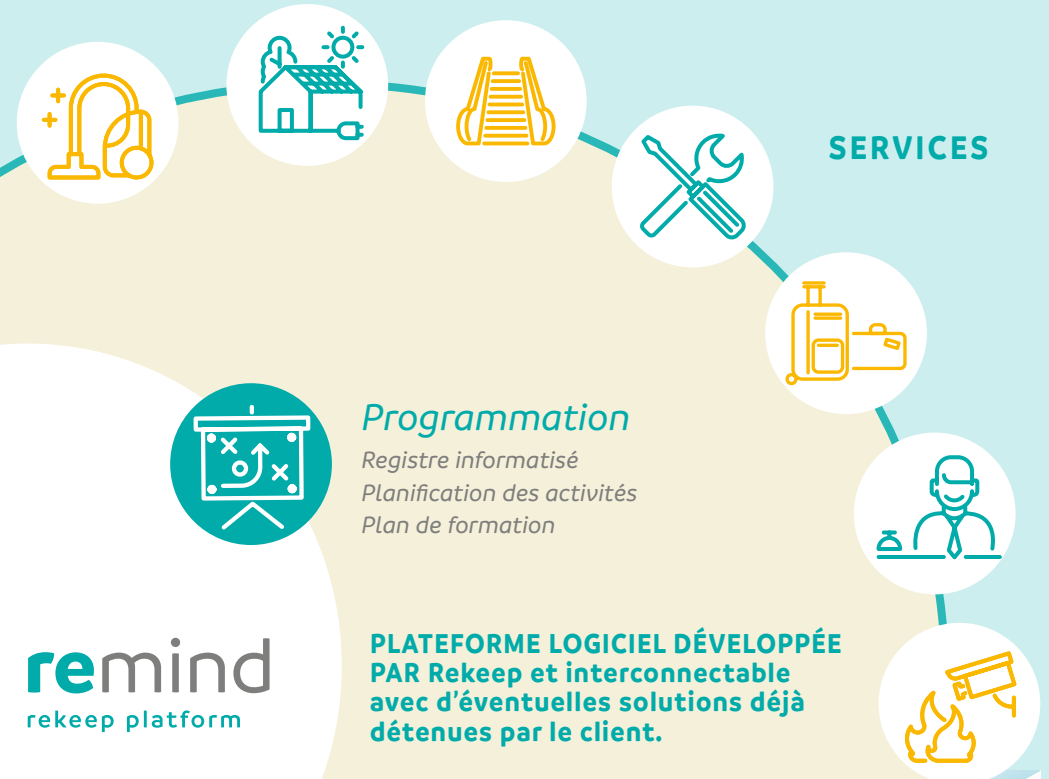 SERVICES
Programmation
Registre informatisé
Planification des activités
Plan de formation
remind
rekeep platform
PLATEFORME LOGICIEL DÉVELOPPÉE
PAR Rekeep et interconnectable
avec d’éventuelles solutions déjà
détenues par le client.